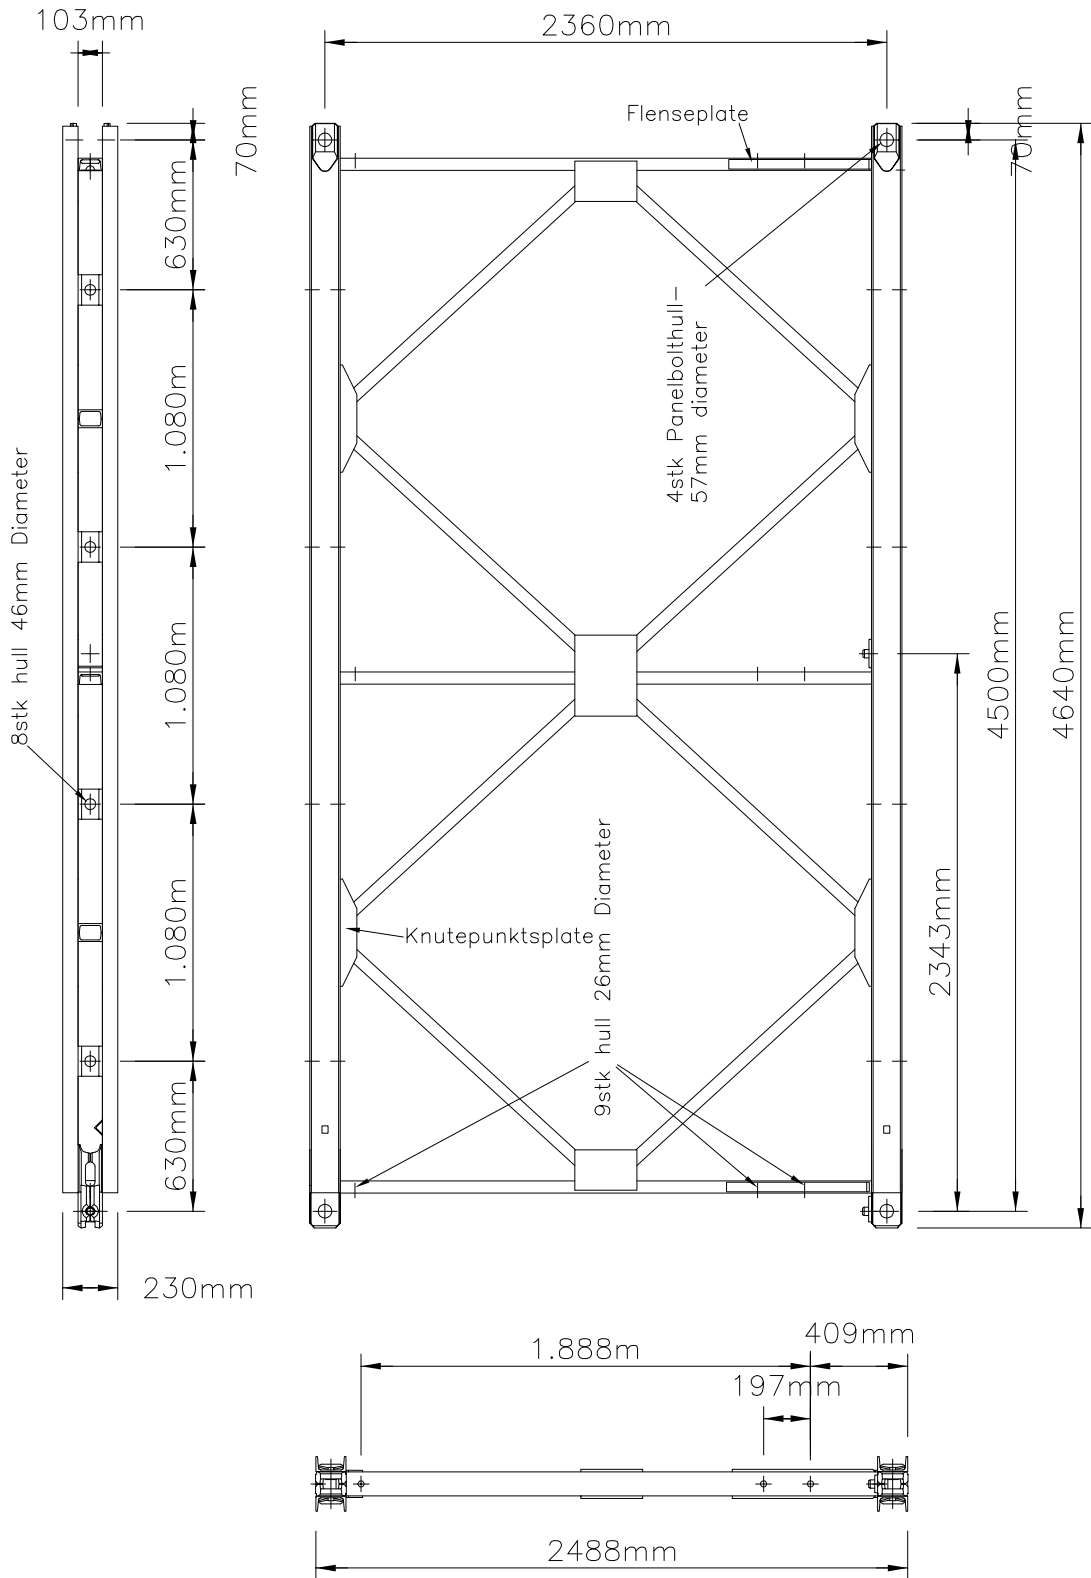 103mm
2360mm
Flenseplate
70mm
70mm
630mm
4stk Panelbolthull-
57mm diameter
1.080m
8stk hull 46mm Diameter
1.080m
4500mm
4640mm
9stk hull 26mm Diameter
1.080m
Knutepunktsplate
2343mm
630mm
230mm
409mm
1.888m
197mm
2488mm